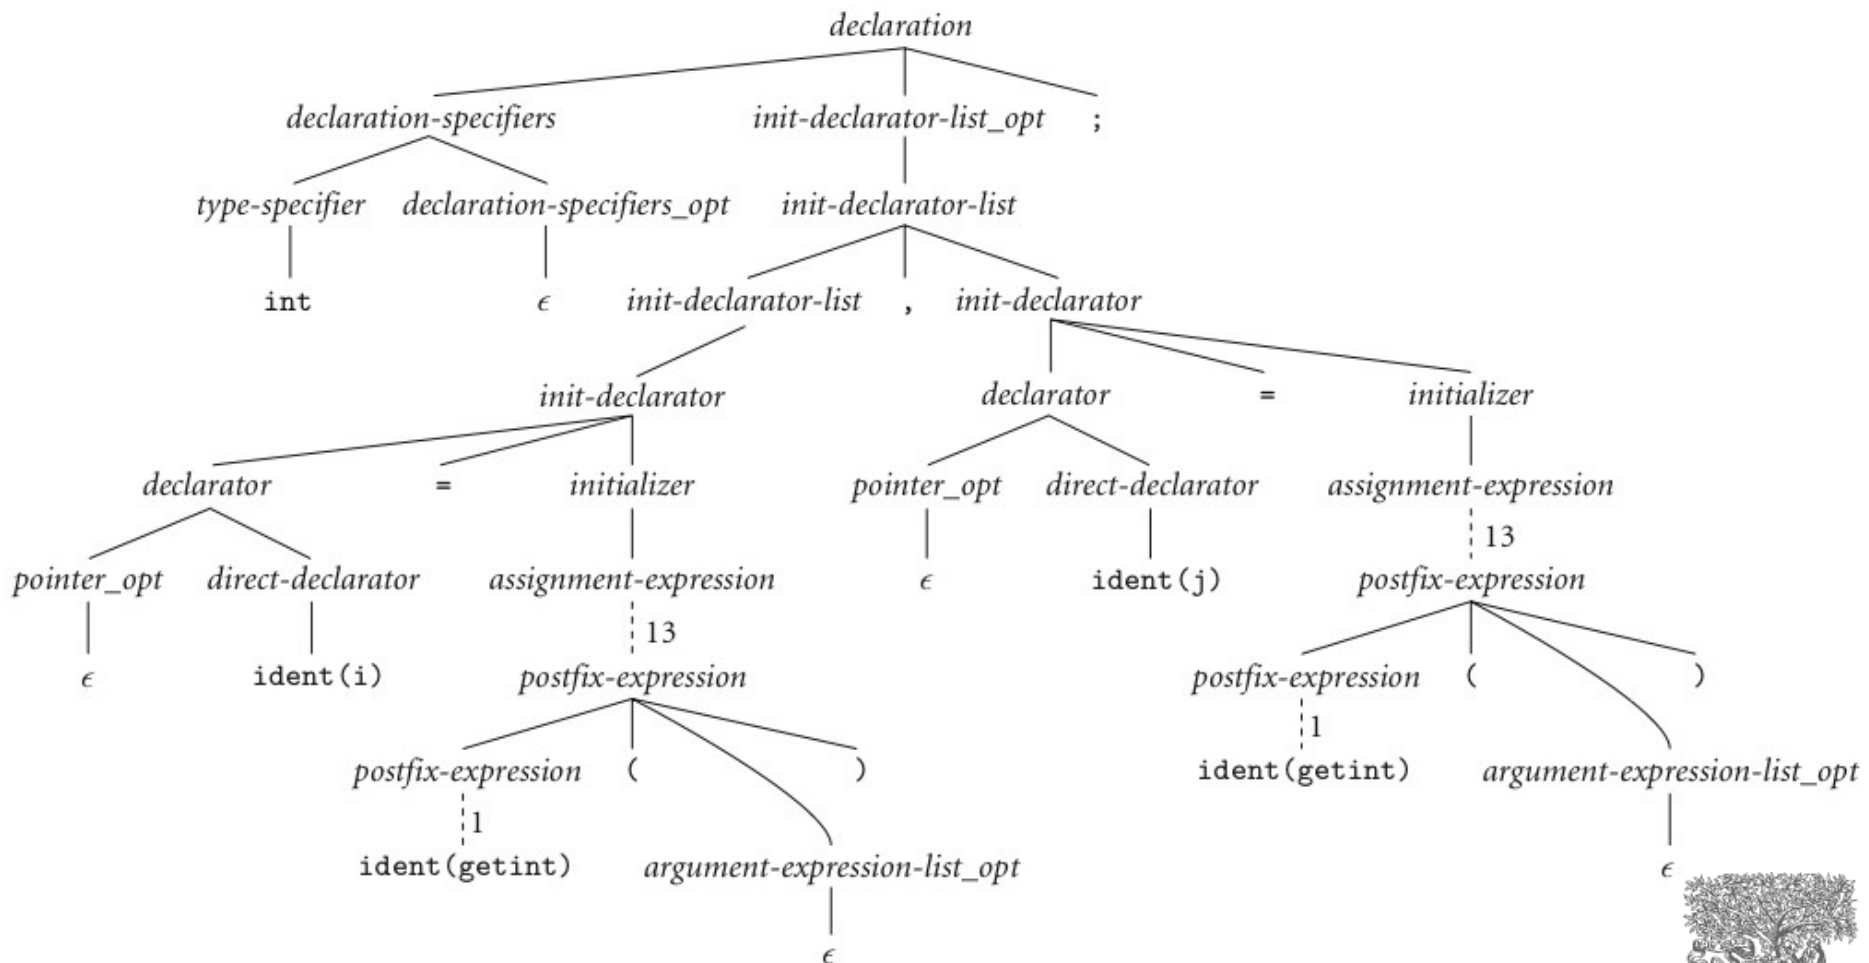 declaration
declaration-specifiers init-declarator-list_opt ;
type-specifier declaration-specifiers_opt init-declarator-list
int ϵ init-declarator-list , init-declarator
init-declarator declarator = initializer
declarator = initializer pointer_opt direct-declarator assignment-expression
13
pointer_opt direct-declarator assignment-expression ϵ ident(j) postfix-expression
13
ϵ ident(i) postfix-expression postfix-expression ( )
1
postfix-expression ( ) ident(getint) argument-expression-list_opt
1
ident(getint) argument-expression-list_opt ϵ
ϵ